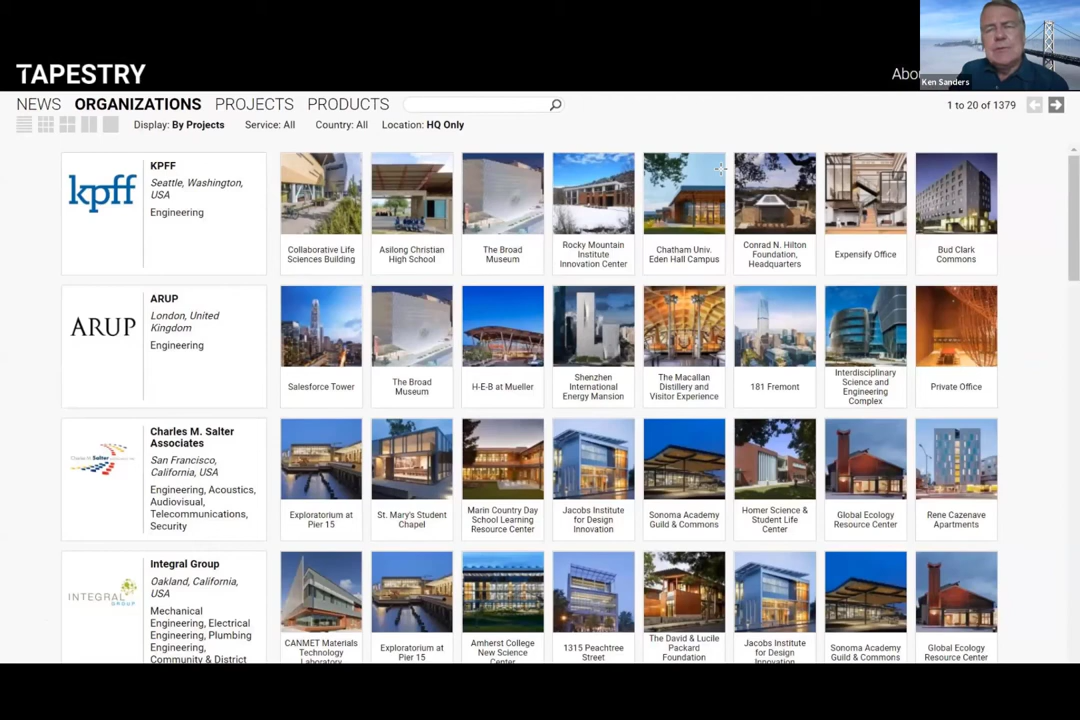 TAPESTRY
Abo
Ken Sanders
NEWS ORGANIZATIONS PROJECTS PRODUCTS
1 to 20 of 1379
Display: By Projects Service: All Country: All Location: HQ Only
kpff
KPFF
Seattle, Washington,
USA
Engineering
Collaborative Life
Sciences Building
Asilong Christian
High School
The Broad
Museum
Rocky Mountain
Institute
Innovation Center
Chatham Univ.
Eden Hall Campus
Conrad N. Hilton
Foundation,
Headquarters
Expensify Office
Bud Clark
Commons
ARUP
ARUP
London, United
Kingdom
Engineering
Salesforce Tower
The Broad
Museum
H-E-B at Mueller
Shenzhen
International
Energy Mansion
The Macallan
Distillery and
Visitor Experience
181 Fremont
Interdisciplinary
Science and
Engineering
Complex
Private Office
Charles M. Salter
Charles M. Salter
Associates
San Francisco,
California, USA
Engineering, Acoustics,
Audiovisual,
Telecommunications,
Security
Exploratorium at
Pier 15
St. Mary's Student
Chapel
Marin Country Day
School Learning
Resource Center
Jacobs Institute
for Design
Innovation
Sonoma Academy
Guild & Commons
Homer Science &
Student Life
Center
Global Ecology
Resource Center
Rene Cazenave
Apartments
INTEGRAL
GROUP
Integral Group
Oakland, California,
USA
Mechanical
Engineering, Electrical
Engineering, Plumbing
Engineering,
Community & District
CANMET Materials
Technology
Laboratory
Exploratorium at
Pier 15
Amherst College
New Science
Center
1315 Peachtree
Street
The David & Lucile
Packard
Foundation
Jacobs Institute
for Design
Innovation
Sonoma Academy
Guild & Commons
Global Ecology
Resource Center